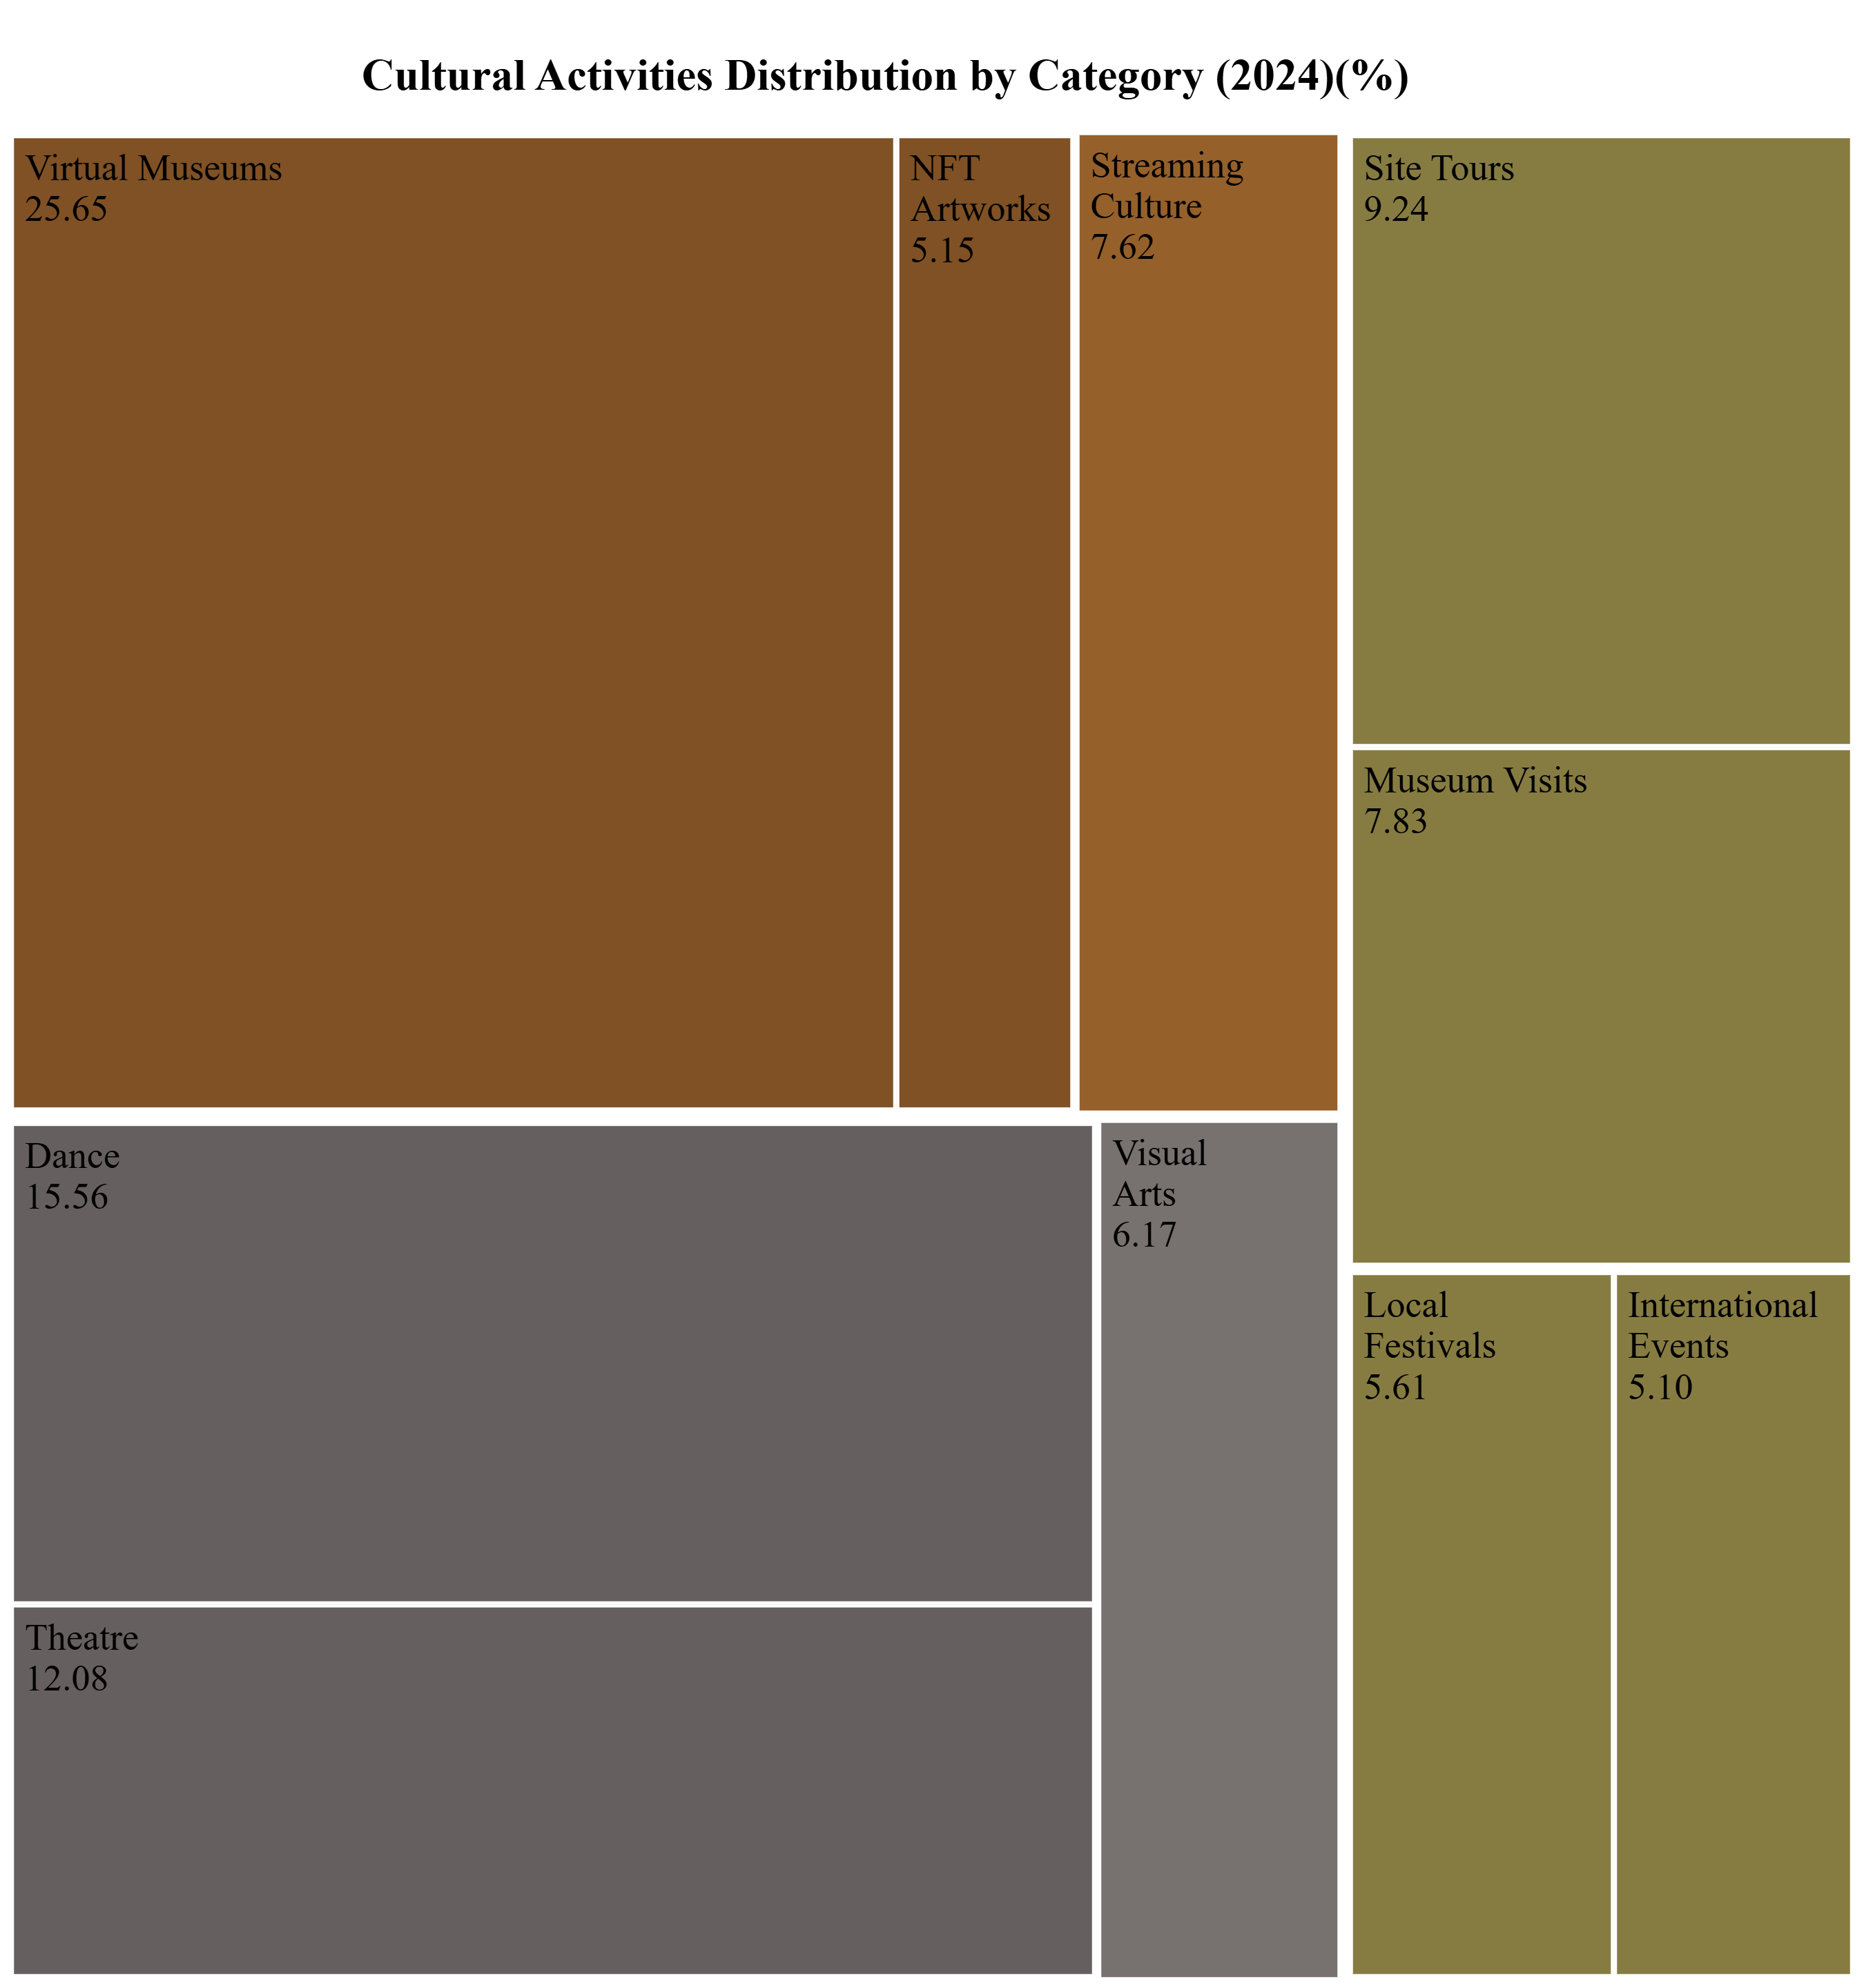 Cultural Activities Distribution by Category (2024)(%)
Virtual Museums
25.65
NFT
Artworks
5.15
Streaming
Culture
7.62
Site Tours
9.24
Museum Visits
7.83
Dance
15.56
Visual
Arts
6.17
Local
Festivals
5.61
International
Events
5.10
Theatre
12.08